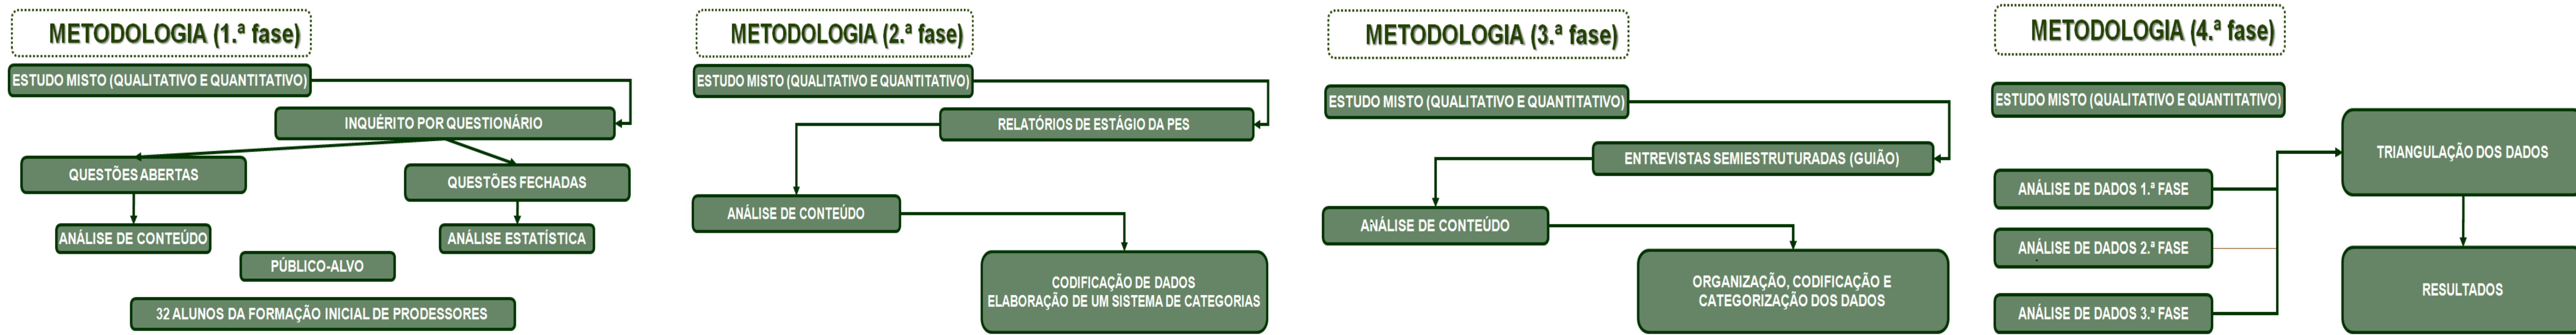 METODOLOGIA (1.ª fase)
ESTUDO MISTO (QUALITATIVO E QUANTITATIVO)
INQUÉRITO POR QUESTIONÁRIO
QUESTÕES ABERTAS
QUESTÕES FECHADAS
ANÁLISE DE CONTEÚDO
ANÁLISE ESTATÍSTICA
PÚBLICO-ALVO
32 ALUNOS DA FORMAÇÃO INICIAL DE PRODESSORES
METODOLOGIA (2.ª fase)
ESTUDO MISTO (QUALITATIVO E QUANTITATIVO)
RELATÓRIOS DE ESTÁGIO DA PES
ANÁLISE DE CONTEÚDO
CODIFICAÇÃO DE DADOS
ELABORAÇÃO DE UM SISTEMA DE CATEGORIAS
METODOLOGIA (3.ª fase)
ESTUDO MISTO (QUALITATIVO E QUANTITATIVO)
ENTREVISTAS SEMIESTRUTURADAS (GUIÃO)
ANÁLISE DE CONTEÚDO
ORGANIZAÇÃO, CODIFICAÇÃO E
CATEGORIZAÇÃO DOS DADOS
METODOLOGIA (4.ª fase)
ESTUDO MISTO (QUALITATIVO E QUANTITATIVO)
TRIANGULAÇÃO DOS DADOS
ANÁLISE DE DADOS 1.ª FASE
ANÁLISE DE DADOS 2.ª FASE
ANÁLISE DE DADOS 3.ª FASE
RESULTADOS